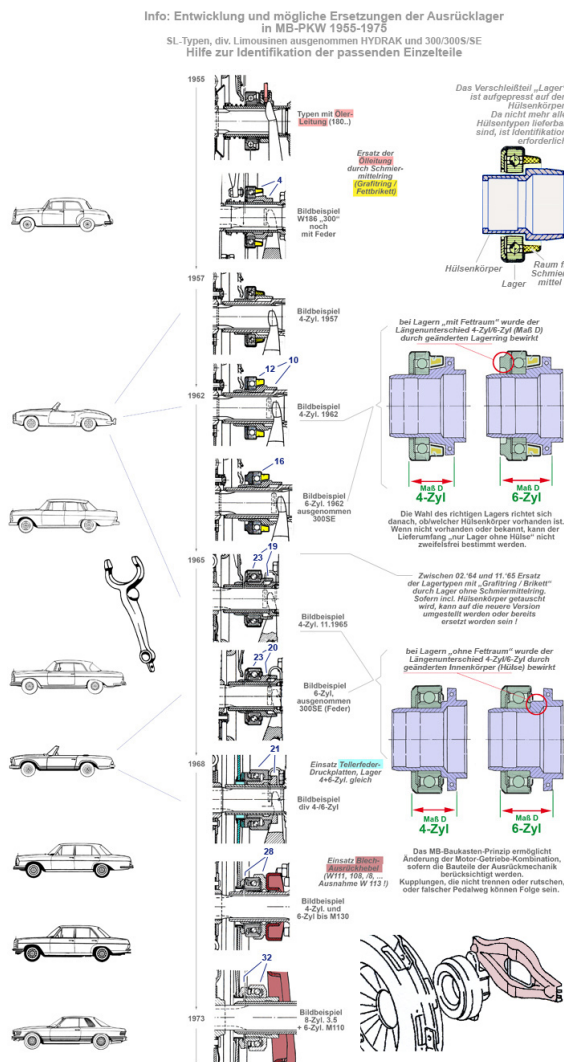 Info: Entwicklung und mögliche Ersetzungen der Ausrücklager
in MB-PKW 1955-1975
SL-Typen, div. Limousinen ausgenommen HYDRAK und 300/300S/SE
Hilfe zur Identifikation der passenden Einzelteile
1955
Typen mit Öler-
Leitung (180..)
Das Verschleißteil „Lager“
ist aufgepresst auf den
Hülsenkörper
Da nicht mehr alle
Hülsentypen lieferba
sind, ist Identifikation
erforderlich
Ersatz der
Ölleitung
durch Schmier-
mittelring
(Grafitring /
Fettbrikett)
4
Bildbeispiel
W186 „300“
noch
mit Feder
Hülsenkörper
Lager
Raum f.
Schmier
mittel
1957
Bildbeispiel
4-Zyl. 1957
bei Lagern „mit Fettraum“ wurde der
Längenunterschied 4-Zyl/6-Zyl (Maß D)
durch geänderten Lagerring bewirkt
12
10
1962
Bildbeispiel
4-Zyl. 1962
Maß D
4-Zyl
Maß D
6-Zyl
16
Bildbeispiel
6-Zyl. 1962
ausgenommen
300SE
Die Wahl des richtigen Lagers richtet sich
danach, ob/welcher Hülsenkörper vorhanden ist.
Wenn nicht vorhanden oder bekannt, kann der
Lieferumfang „nur Lager ohne Hülse“ nicht
zweifelsfrei bestimmt werden.
1965
23
19
Bildbeispiel
4-Zyl. 11.1965
Zwischen 02.'64 und 11.'65 Ersatz
der Lagertypen mit „Grafitring / Brikett“
durch Lager ohne Schmiermittelring.
Sofern incl. Hülsenkörper getauscht
wird, kann auf die neuere Version
umgestellt werden oder bereits
ersetzt worden sein !
23
20
Bildbeispiel
6-Zyl,
ausgenommen
300SE (Feder)
bei Lagern „ohne Fettraum“ wurde der
Längenunterschied 4-Zyl/6-Zyl durch
geänderten Innenkörper (Hülse) bewirkt
1968
21
Bildbeispiel
div 4-/6-Zyl
Einsatz Tellerfeder-
Druckplatten, Lager
4+6-Zyl. gleich
Maß D
4-Zyl
Maß D
6-Zyl
28
Bildbeispiel
4-Zyl. und
6-Zyl bis M130
Einsatz Blech-
Ausrückhebel
(W111, 108, /8, ...
Ausnahme W 113 !)
Das MB-Baukasten-Prinzip ermöglicht
Änderung der Motor-Getriebe-Kombination,
sofern die Bauteile der Ausrückmechanik
berücksichtigt werden.
Kupplungen, die nicht trennen oder rutschen,
oder falscher Pedalweg können Folge sein.
32
1973
Bildbeispiel
8-Zyl. 3.5
+ 6-Zyl. M110